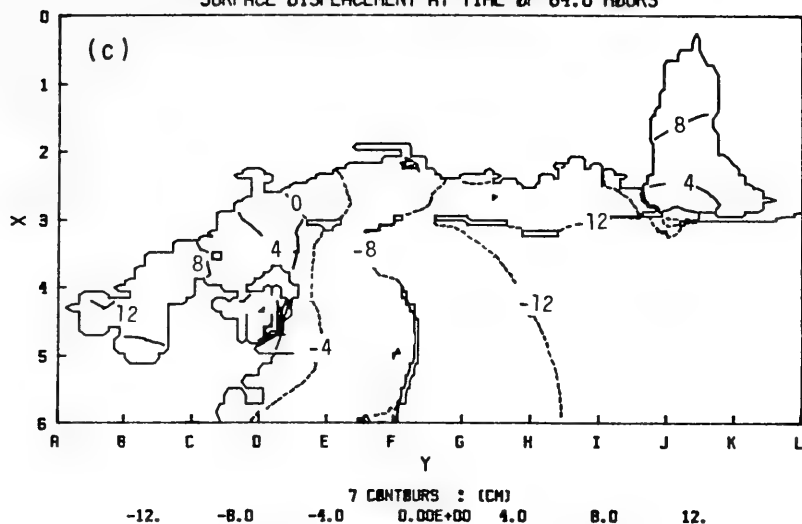 SURFACE DISPLACEMENT AT TIME OF 64.0 HOURS
(c)
0
1
2
3
4
5
6
X
8
4
0
12
8
4
-8
-12
-12
-4
A B C D E F G H I J K L
Y
7 CONTOURS : (CM)
-12. -8.0 -4.0 0.00E+00 4.0 8.0 12.